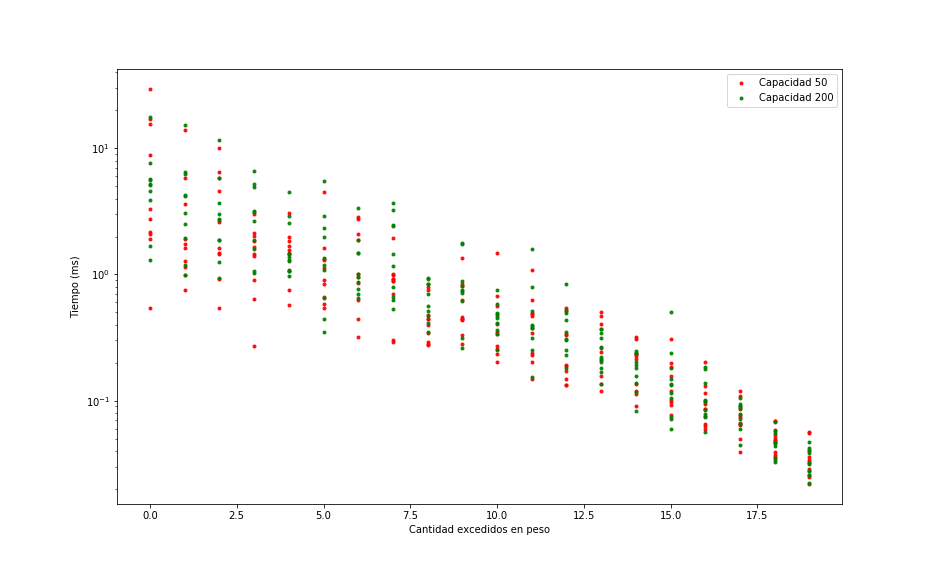 Capacidad 50
Capacidad 200
Tiempo (ms)
10¹
10⁰
10⁻¹
0.0 2.5 5.0 7.5 10.0 12.5 15.0 17.5
Cantidad excedidos en peso